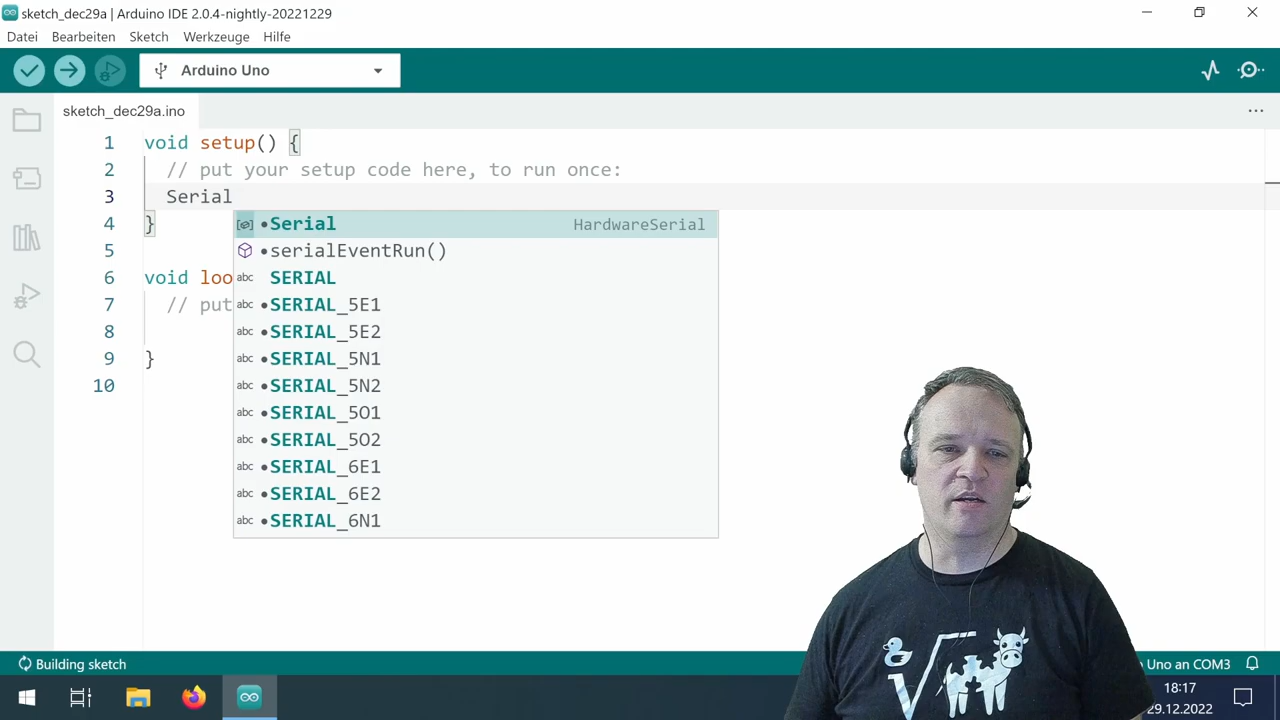 sketch_dec29a | Arduino IDE 2.0.4-nightly-20221229
Datei Bearbeiten Sketch Werkzeuge Hilfe
Arduino Uno
sketch_dec29a.ino
1 void setup() {
2 // put your setup code here, to run once:
3 Serial
4 }
•Serial HardwareSerial
5
•serialEventRun()
6 void loo
SERIAL
7 // put
•SERIAL_5E1
8
•SERIAL_5E2
9 }
•SERIAL_5N1
10
•SERIAL_5N2
•SERIAL_5O1
•SERIAL_5O2
•SERIAL_6E1
•SERIAL_6E2
•SERIAL_6N1
Building sketch
Uno an COM3
18:17
29.12.2022